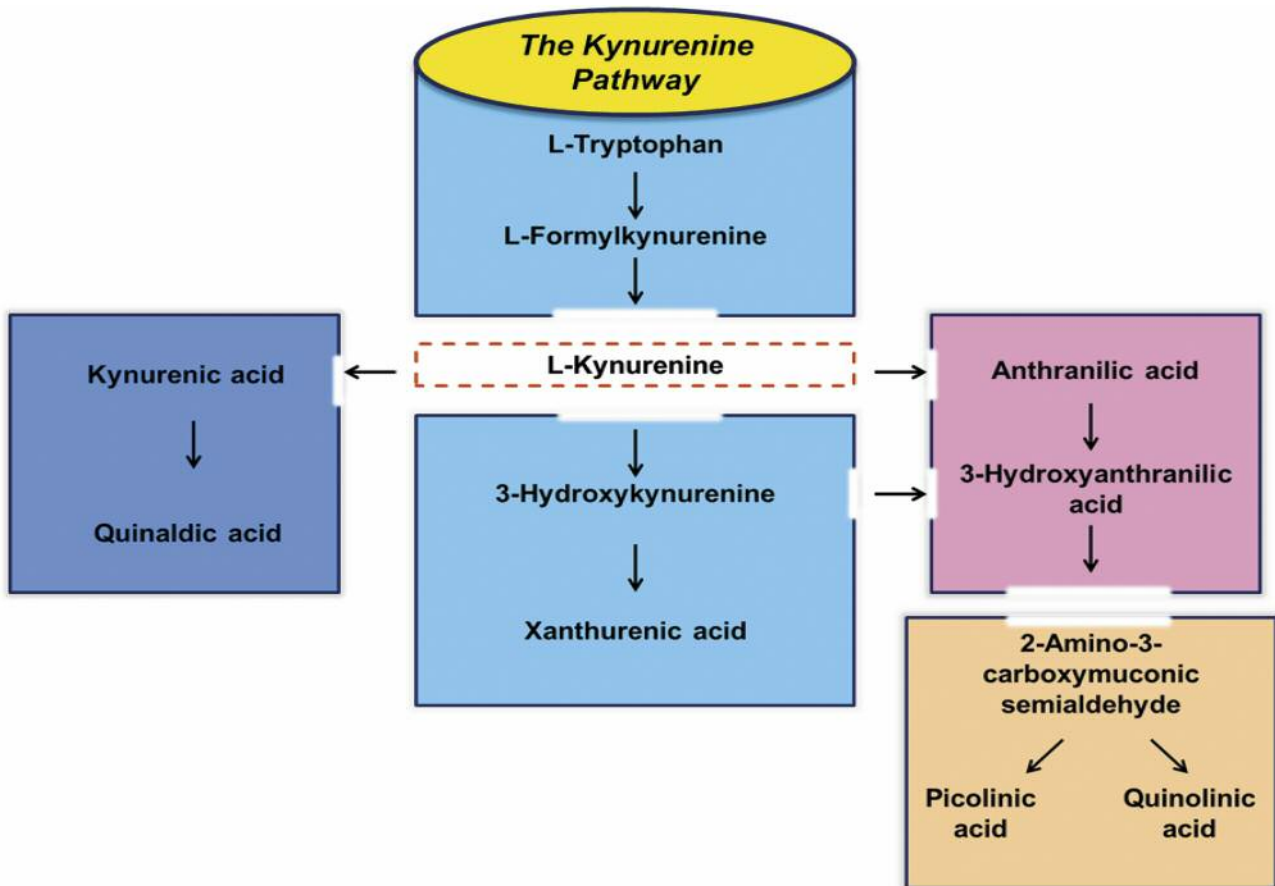 The Kynurenine
Pathway
L-Tryptophan
L-Formylkynurenine
L-Kynurenine
Kynurenic acid
Quinaldic acid
3-Hydroxykynurenine
Xanthurenic acid
Anthranilic acid
3-Hydroxyanthranilic
acid
2-Amino-3-
carboxymuconic
semialdehyde
Picolinic
acid
Quinolinic
acid